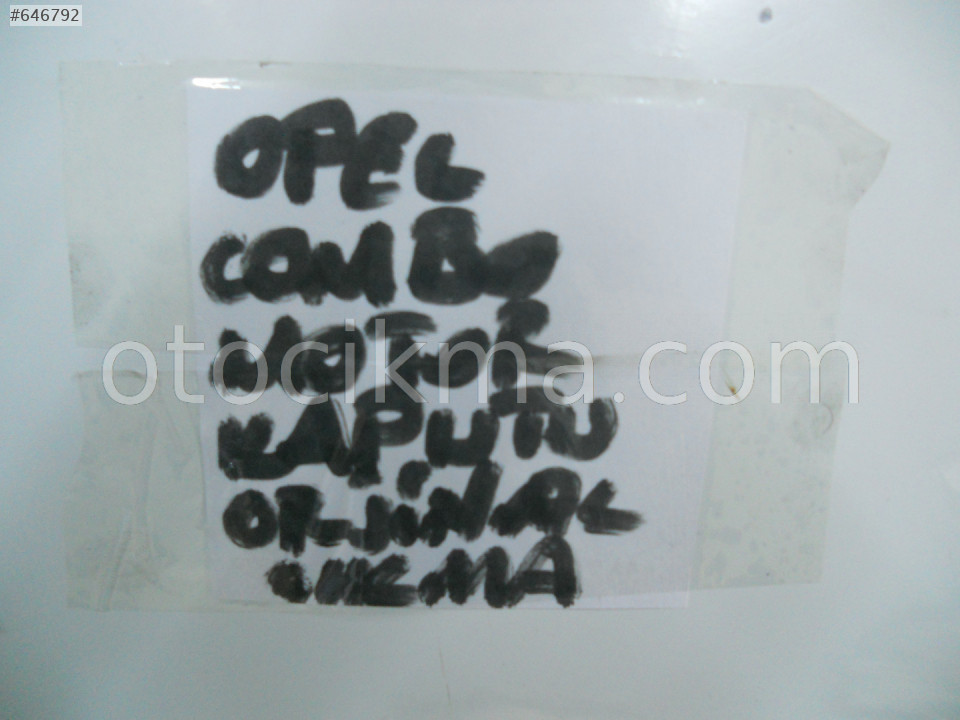 #646792
OPEL
COMBO
MOTOR
otocikma.com
KAPUTU
ORJİNAL
ÇIKMA